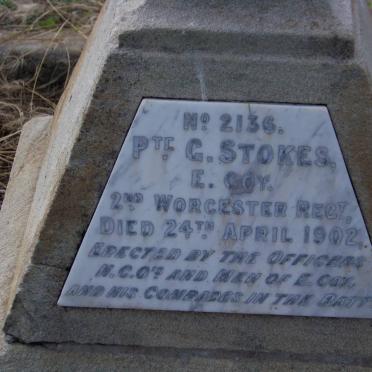 Nº 2136.
PTE G. STOKES,
E. COY.
2ND WORCESTER REGT,
DIED 24TH APRIL 1902,
ERECTED BY THE OFFICERS
N.C.OS AND MEN OF E. COY.
AND HIS COMRADES IN THE BATT